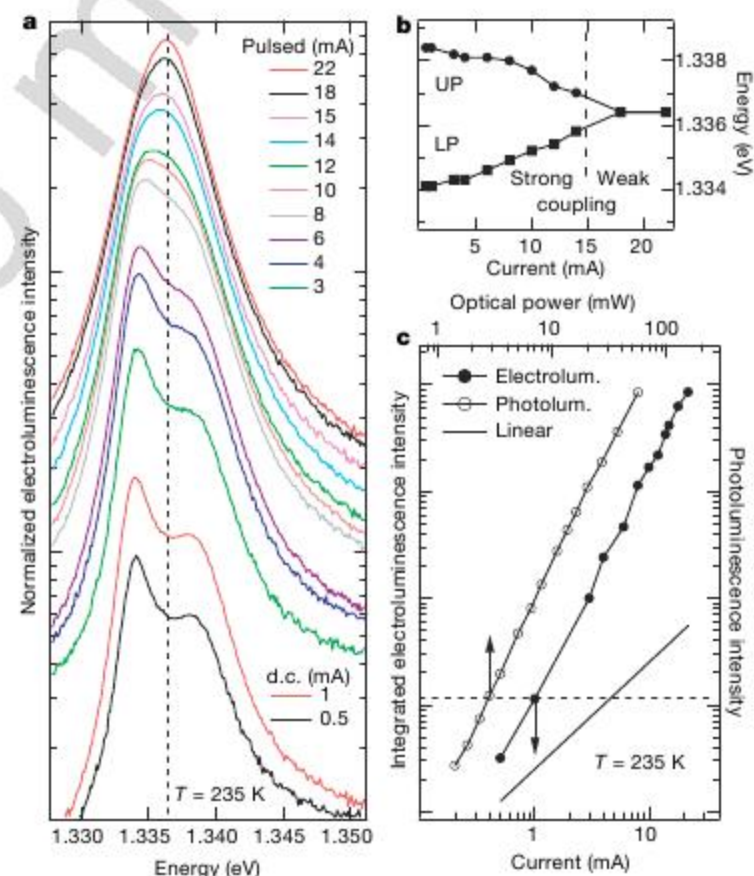 a
Pulsed (mA)
22
18
15
14
12
10
8
6
4
3
d.c. (mA)
1
0.5
T = 235 K
Normalized electroluminescence intensity
1.330 1.335 1.340 1.345 1.350
Energy (eV)
b
UP
LP
Strong Weak
coupling
1.338
1.336
1.334
Energy (eV)
5 10 15 20
Current (mA)
Optical power (mW)
c
1 10 100
Electrolum.
Photolum.
Linear
Integrated electroluminescence intensity
Photoluminescence intensity
T = 235 K
1 10
Current (mA)